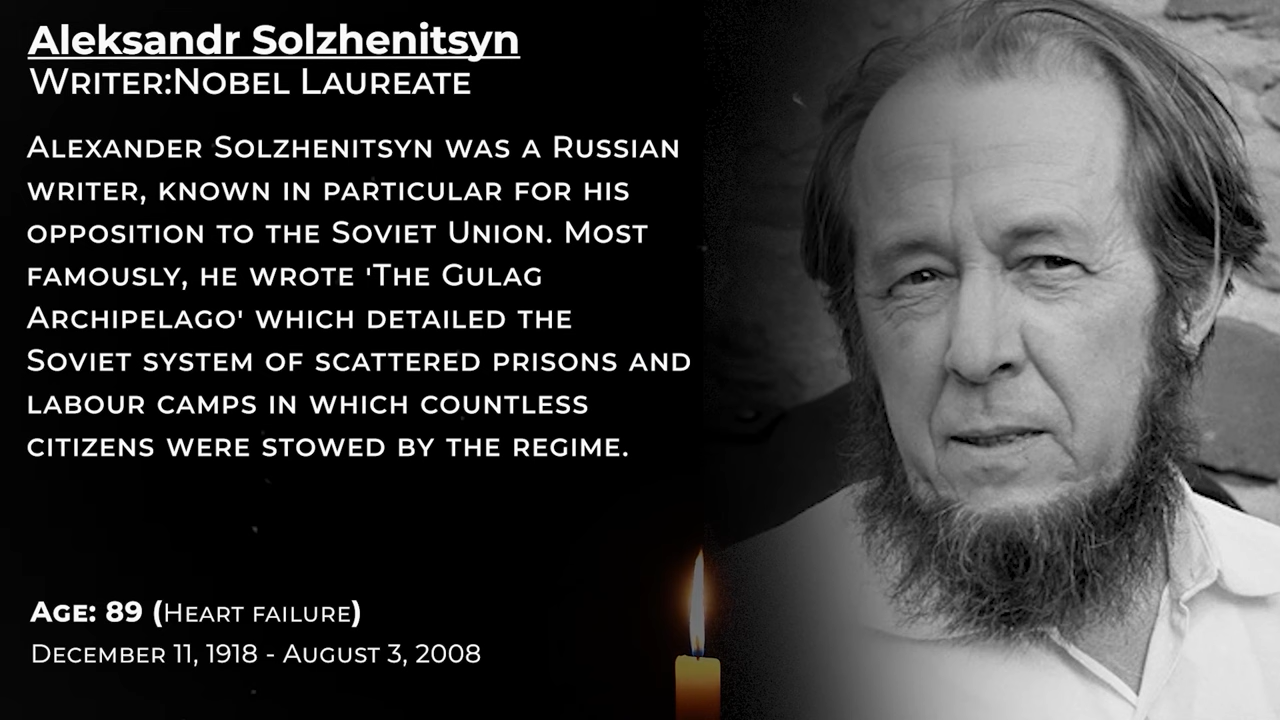 Aleksandr Solzhenitsyn
Writer:Nobel Laureate
Alexander Solzhenitsyn was a Russian
writer, known in particular for his
opposition to the Soviet Union. Most
famously, he wrote 'The Gulag
Archipelago' which detailed the
Soviet system of scattered prisons and
labour camps in which countless
citizens were stowed by the regime.
Age: 89 (Heart failure)
December 11, 1918 - August 3, 2008